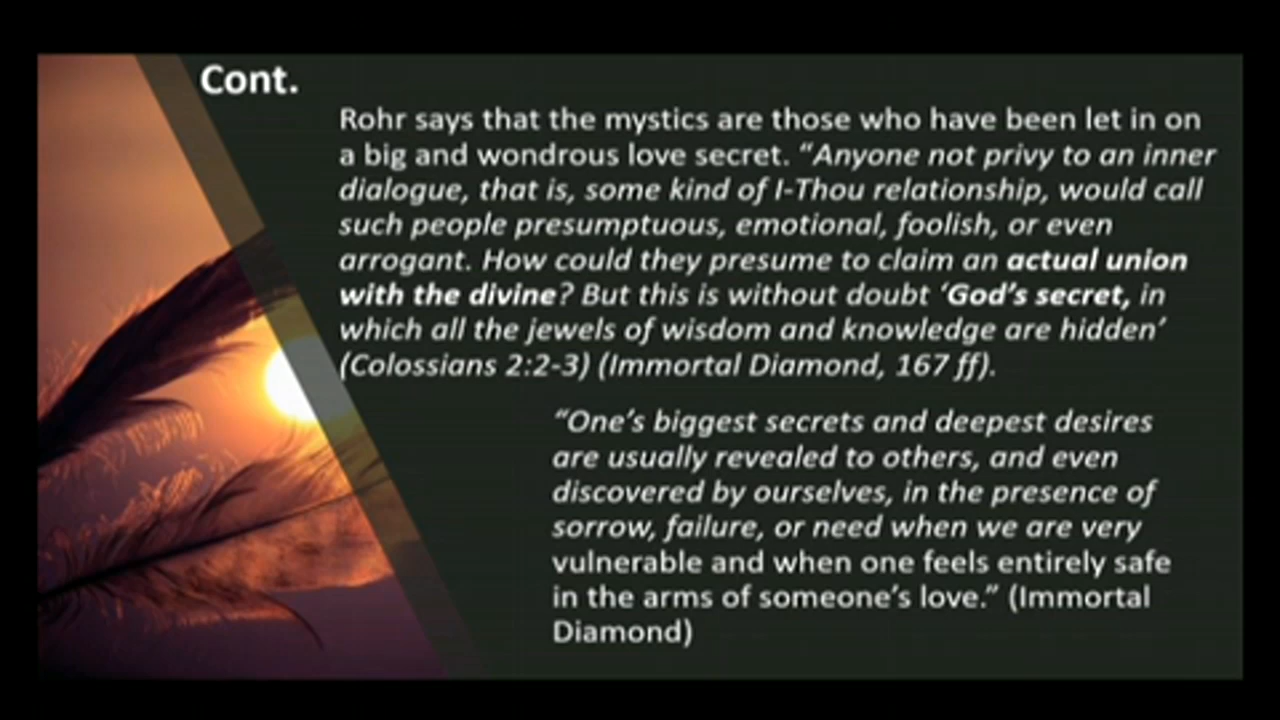 Cont.
Rohr says that the mystics are those who have been let in on
a big and wondrous love secret. “Anyone not privy to an inner
dialogue, that is, some kind of I-Thou relationship, would call
such people presumptuous, emotional, foolish, or even
arrogant. How could they presume to claim an actual union
with the divine? But this is without doubt ‘God’s secret, in
which all the jewels of wisdom and knowledge are hidden’
(Colossians 2:2-3) (Immortal Diamond, 167 ff).
“One’s biggest secrets and deepest desires
are usually revealed to others, and even
discovered by ourselves, in the presence of
sorrow, failure, or need when we are very
vulnerable and when one feels entirely safe
in the arms of someone’s love.” (Immortal
Diamond)